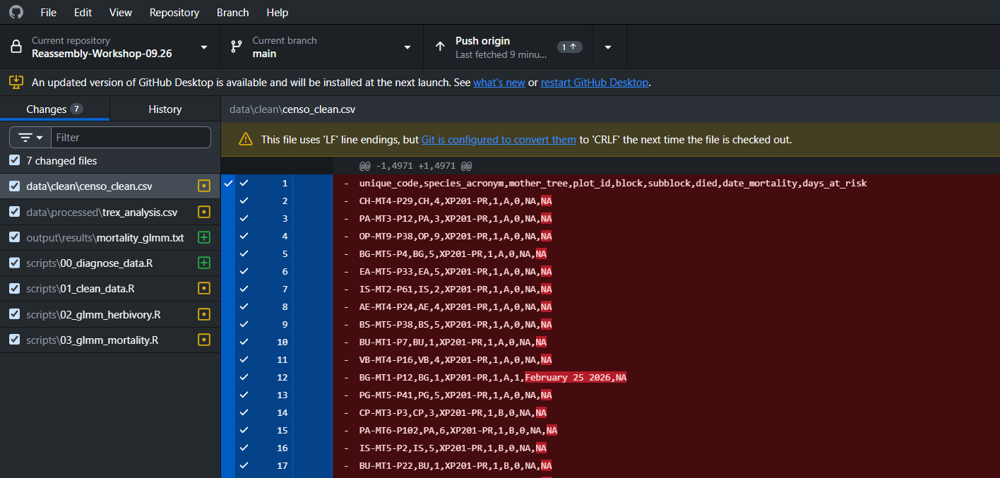 File Edit View Repository Branch Help
Current repository
Reassembly-Workshop-09.26
Current branch
main
Push origin
Last fetched 9 minu...
1
An updated version of GitHub Desktop is available and will be installed at the next launch. See what's new or restart GitHub Desktop.
Changes 7
History
data\clean\censo_clean.csv
Filter
7 changed files
data\clean\censo_clean.csv
data\processed\trex_analysis.csv
output\results\mortality_glmm.txt
scripts\00_diagnose_data.R
scripts\01_clean_data.R
scripts\02_glmm_herbivory.R
scripts\03_glmm_mortality.R
This file uses 'LF' line endings, but Git is configured to convert them to 'CRLF' the next time the file is checked out.
@@ -1,4971 +1,4971 @@
1 - unique_code,species_acronym,mother_tree,plot_id,block,subblock,died,date_mortality,days_at_risk
2 - CH-MT4-P29,CH,4,XP201-PR,1,A,0,NA,NA
3 - PA-MT3-P12,PA,3,XP201-PR,1,A,0,NA,NA
4 - OP-MT9-P38,OP,9,XP201-PR,1,A,0,NA,NA
5 - BG-MT5-P4,BG,5,XP201-PR,1,A,0,NA,NA
6 - EA-MT5-P33,EA,5,XP201-PR,1,A,0,NA,NA
7 - IS-MT2-P61,IS,2,XP201-PR,1,A,0,NA,NA
8 - AE-MT4-P24,AE,4,XP201-PR,1,A,0,NA,NA
9 - BS-MT5-P38,BS,5,XP201-PR,1,A,0,NA,NA
10 - BU-MT1-P7,BU,1,XP201-PR,1,A,0,NA,NA
11 - VB-MT4-P16,VB,4,XP201-PR,1,A,0,NA,NA
12 - BG-MT1-P12,BG,1,XP201-PR,1,A,1,February 25 2026,NA
13 - PG-MT5-P41,PG,5,XP201-PR,1,A,0,NA,NA
14 - CP-MT3-P3,CP,3,XP201-PR,1,B,0,NA,NA
15 - PA-MT6-P102,PA,6,XP201-PR,1,B,0,NA,NA
16 - IS-MT5-P2,IS,5,XP201-PR,1,B,0,NA,NA
17 - BU-MT1-P22,BU,1,XP201-PR,1,B,0,NA,NA